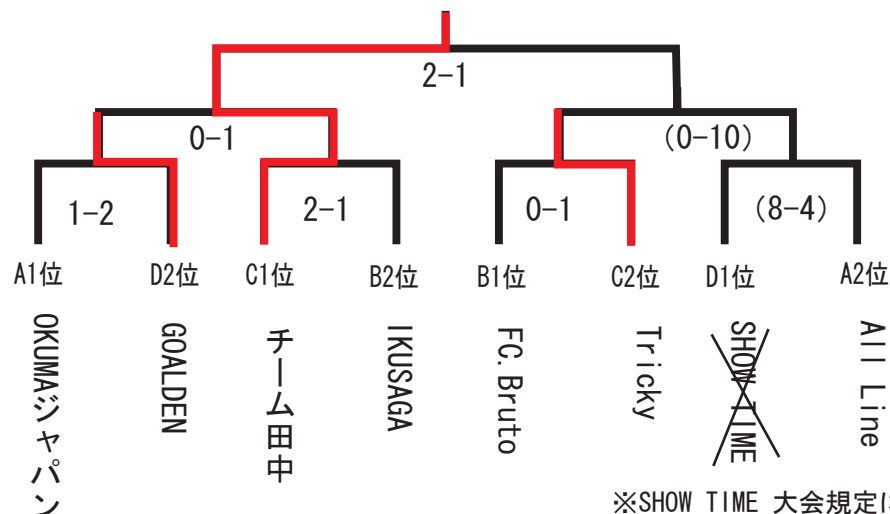 2-1
0-1
(0-10)
1-2
2-1
0-1
(8-4)
A1位
D2位
C1位
B2位
B1位
C2位
D1位
A2位
OKUMAジャパン
GOALDEN
チーム田中
IKUSAGA
FC.Bruto
Tricky
SHOW TIME
All Line
※SHOW TIME 大会規定に